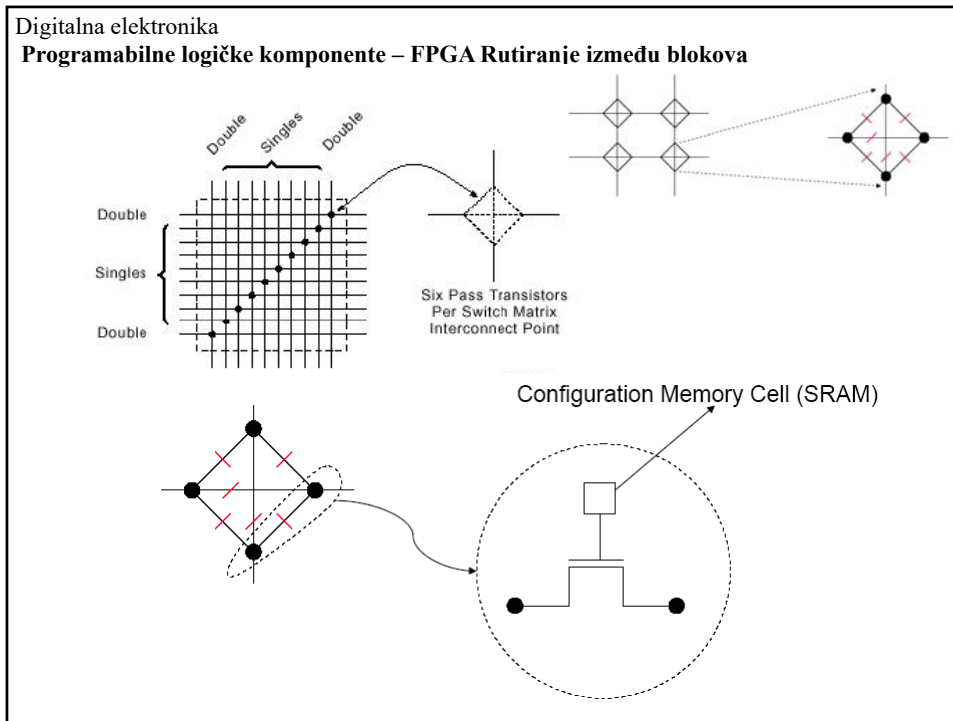 Digitalna elektronika
Programabilne logičke komponente – FPGA Rutiranje između blokova
Double
Singles
Double
Double
Singles
Double
Six Pass Transistors
Per Switch Matrix
Interconnect Point
Configuration Memory Cell (SRAM)